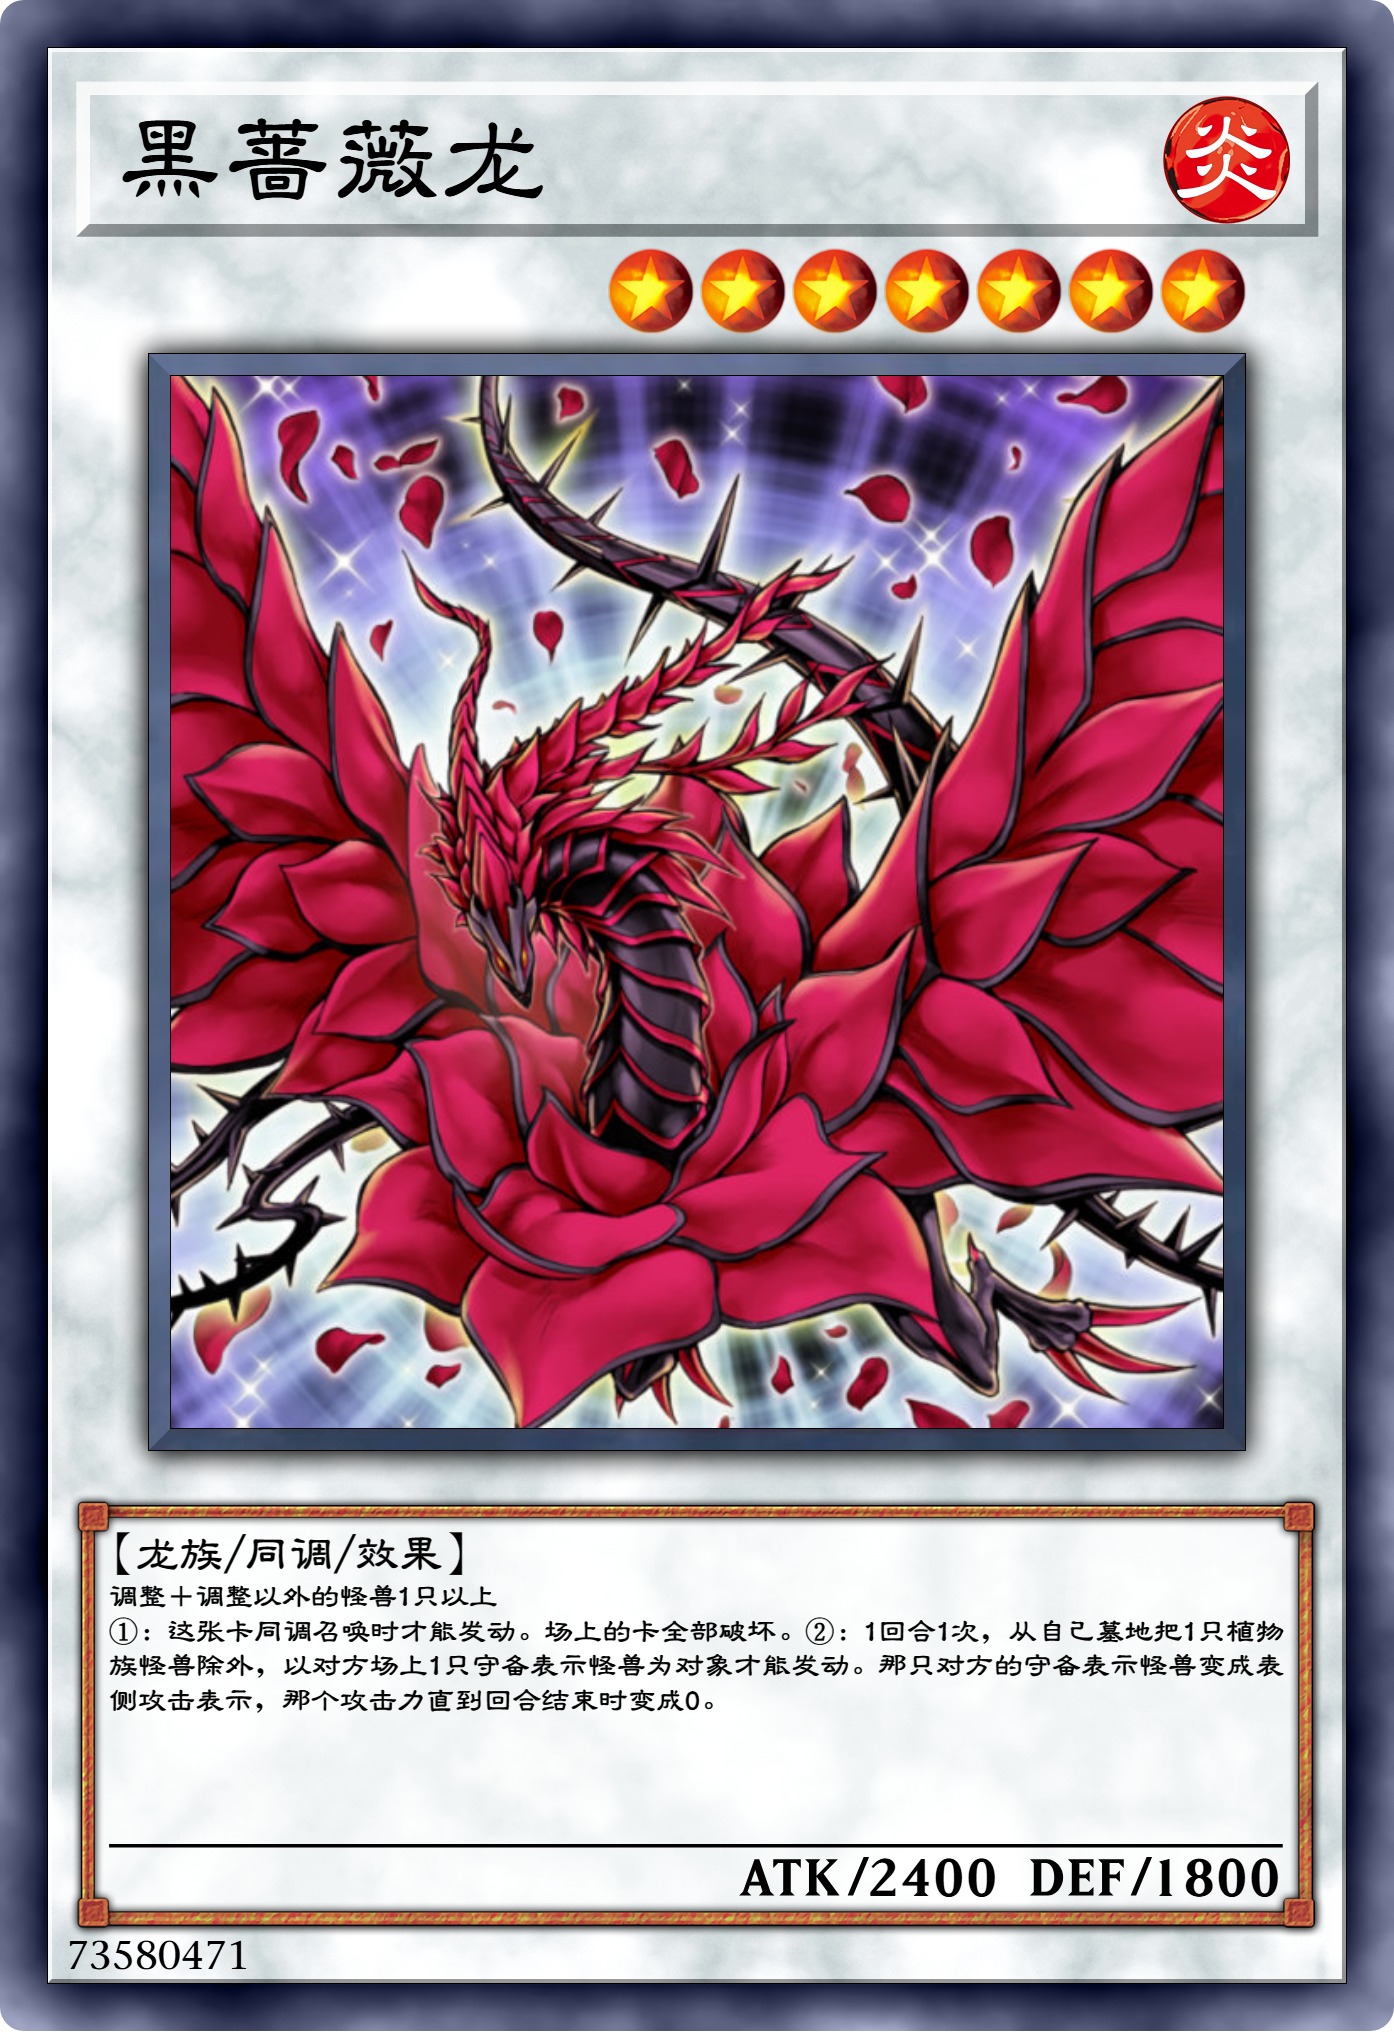 黑蔷薇龙
炎
【龙族/同调/效果】
调整＋调整以外的怪兽1只以上
①：这张卡同调召唤时才能发动。场上的卡全部破坏。②：1回合1次，从自己墓地把1只植物
族怪兽除外，以对方场上1只守备表示怪兽为对象才能发动。那只对方的守备表示怪兽变成表
侧攻击表示，那个攻击力直到回合结束时变成0。
ATK/2400 DEF/1800
73580471